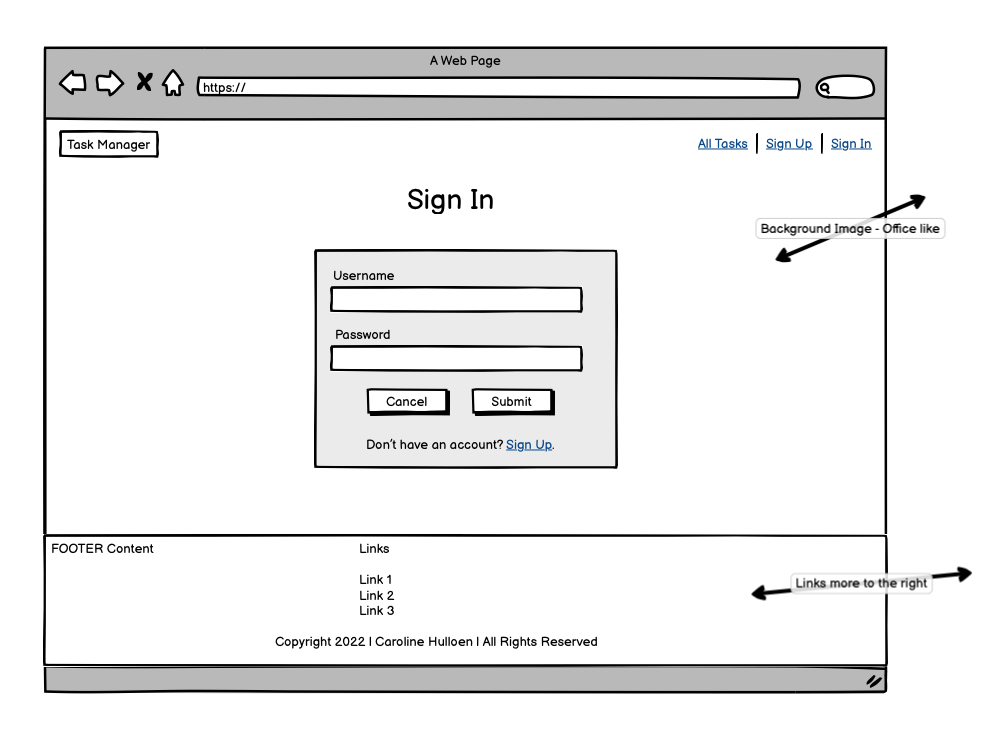 A Web Page
https://
Task Manager
All Tasks
Sign Up
Sign In
Sign In
Background Image - Office like
Username
Password
Cancel
Submit
Don't have an account? Sign Up.
FOOTER Content
Links
Link 1
Link 2
Link 3
Links more to the right
Copyright 2022 | Caroline Hulloen | All Rights Reserved